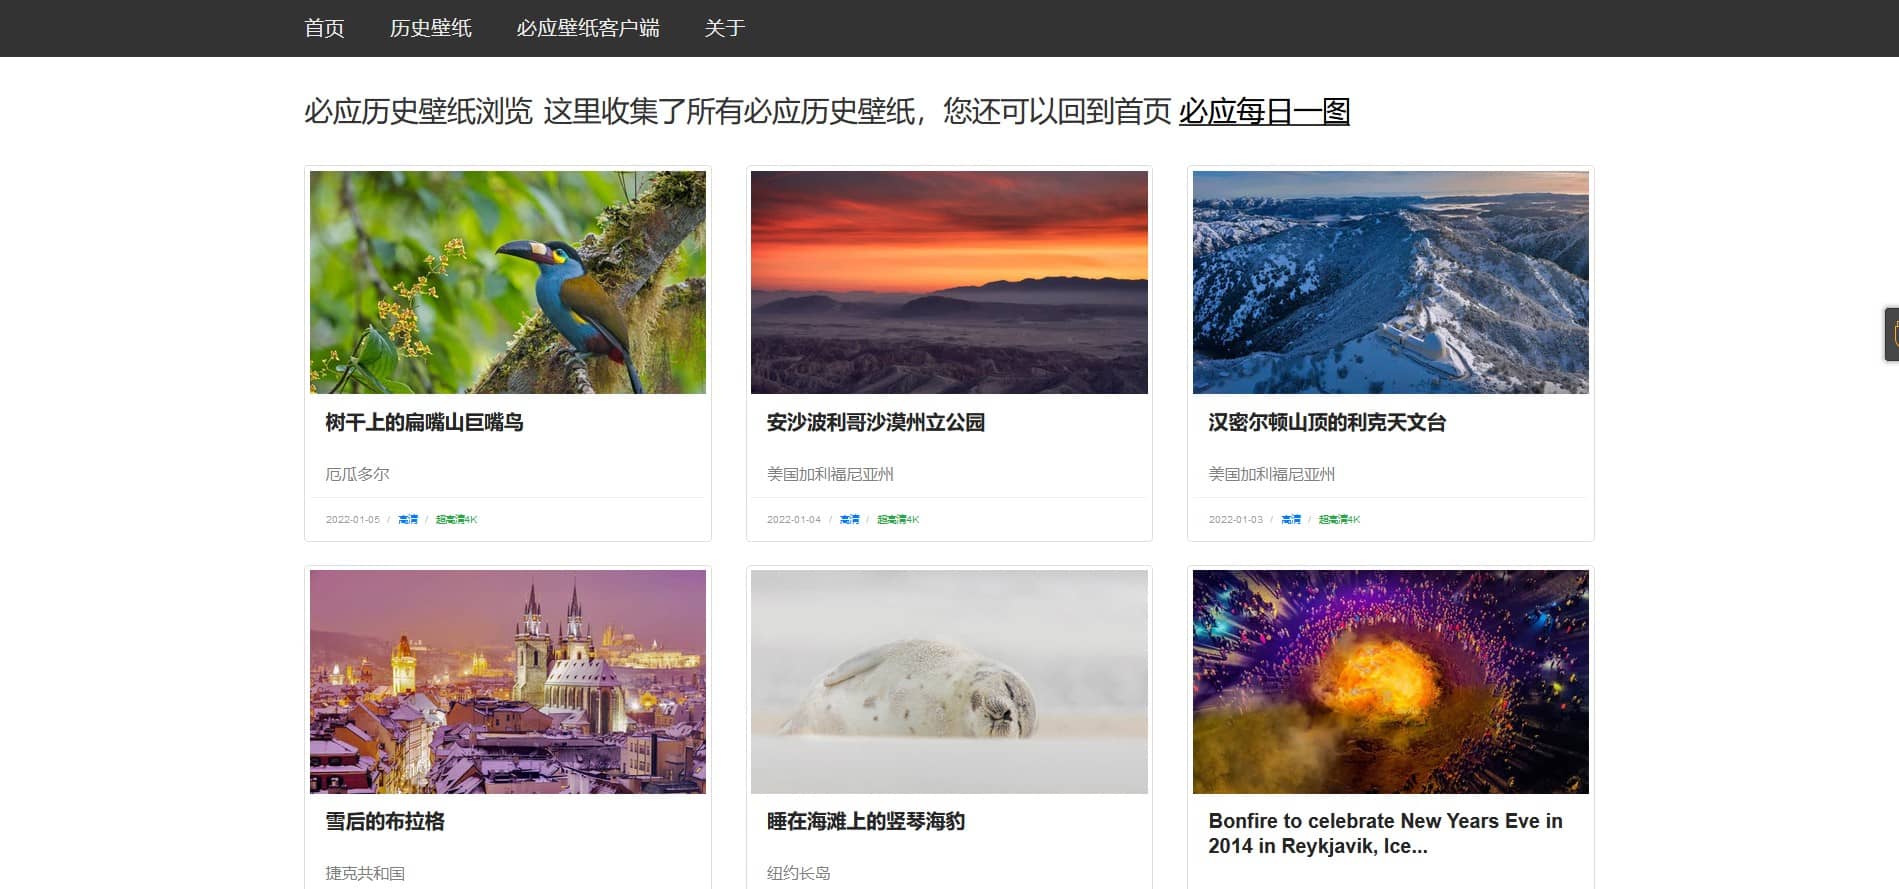 首页 历史壁纸 必应壁纸客户端 关于
必应历史壁纸浏览 这里收集了所有必应历史壁纸，您还可以回到首页 必应每日一图
树干上的扁嘴山巨嘴鸟
厄瓜多尔
2022-01-05 / 高清 / 超高清4K
安沙波利哥沙漠州立公园
美国加利福尼亚州
2022-01-04 / 高清 / 超高清4K
汉密尔顿山顶的利克天文台
美国加利福尼亚州
2022-01-03 / 高清 / 超高清4K
雪后的布拉格
捷克共和国
睡在海滩上的竖琴海豹
纽约长岛
Bonfire to celebrate New Years Eve in
2014 in Reykjavik, Ice...